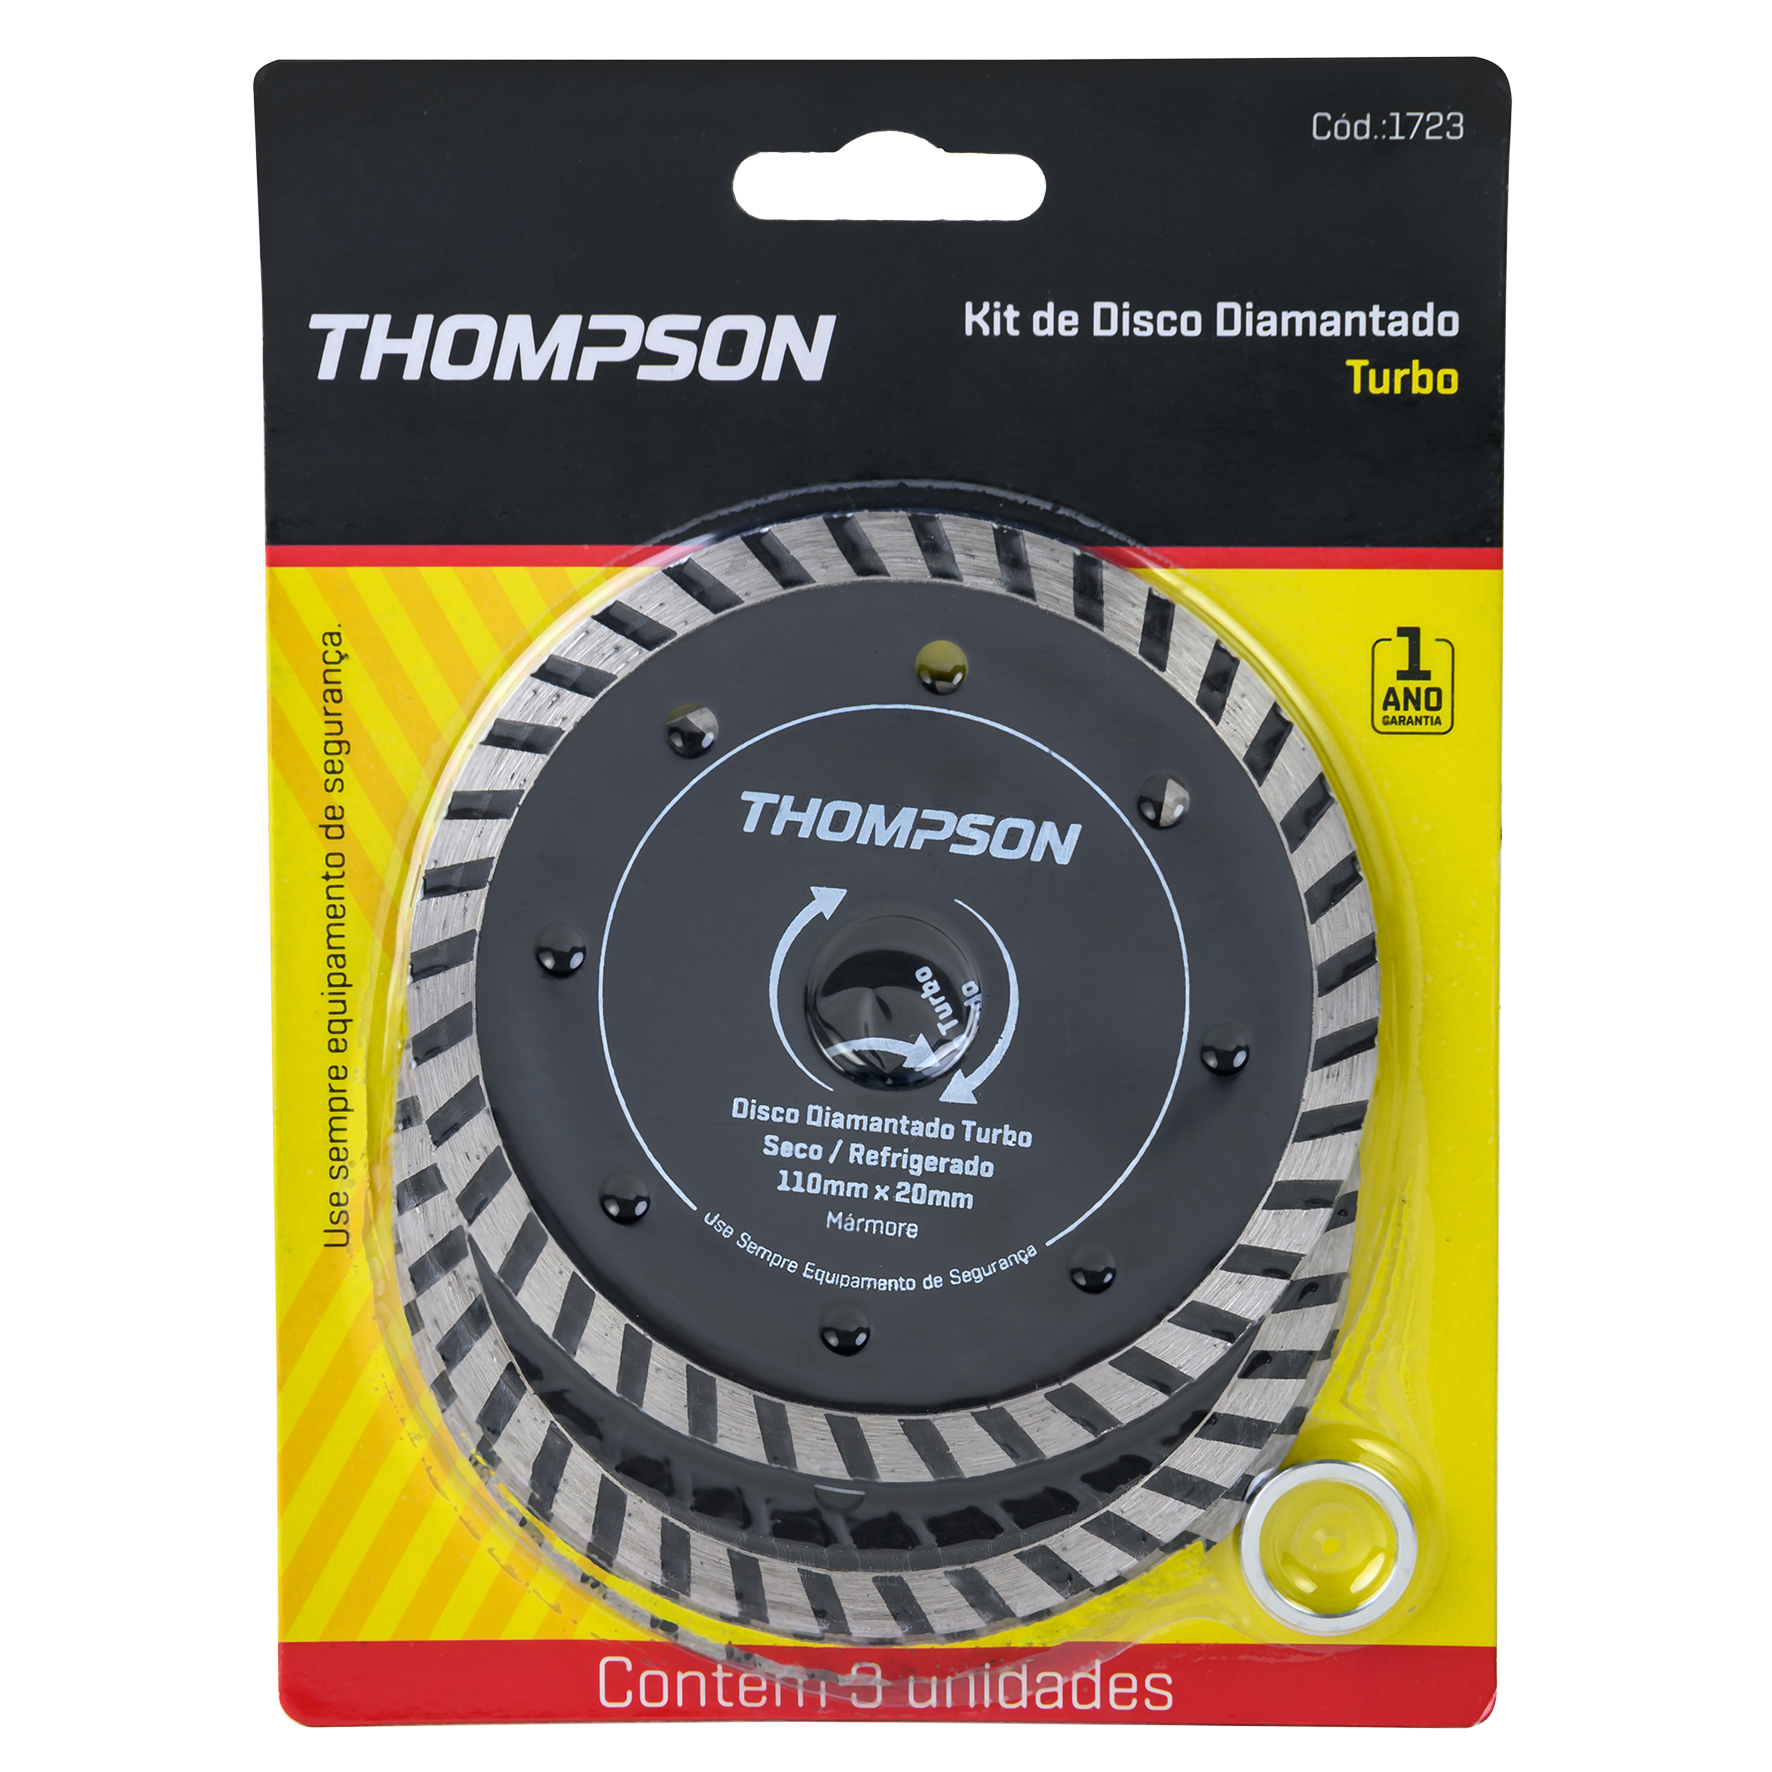 Cód.:1723
THOMPSON
Kit de Disco Diamantado
Turbo
1
ANO
GARANTIA
Use sempre equipamento de segurança.
THOMPSON
Turbo
Disco Diamantado Turbo
Seco / Refrigerado
110mm x 20mm
Mármore
Use Sempre Equipamento de Segurança
Contem 3 unidades